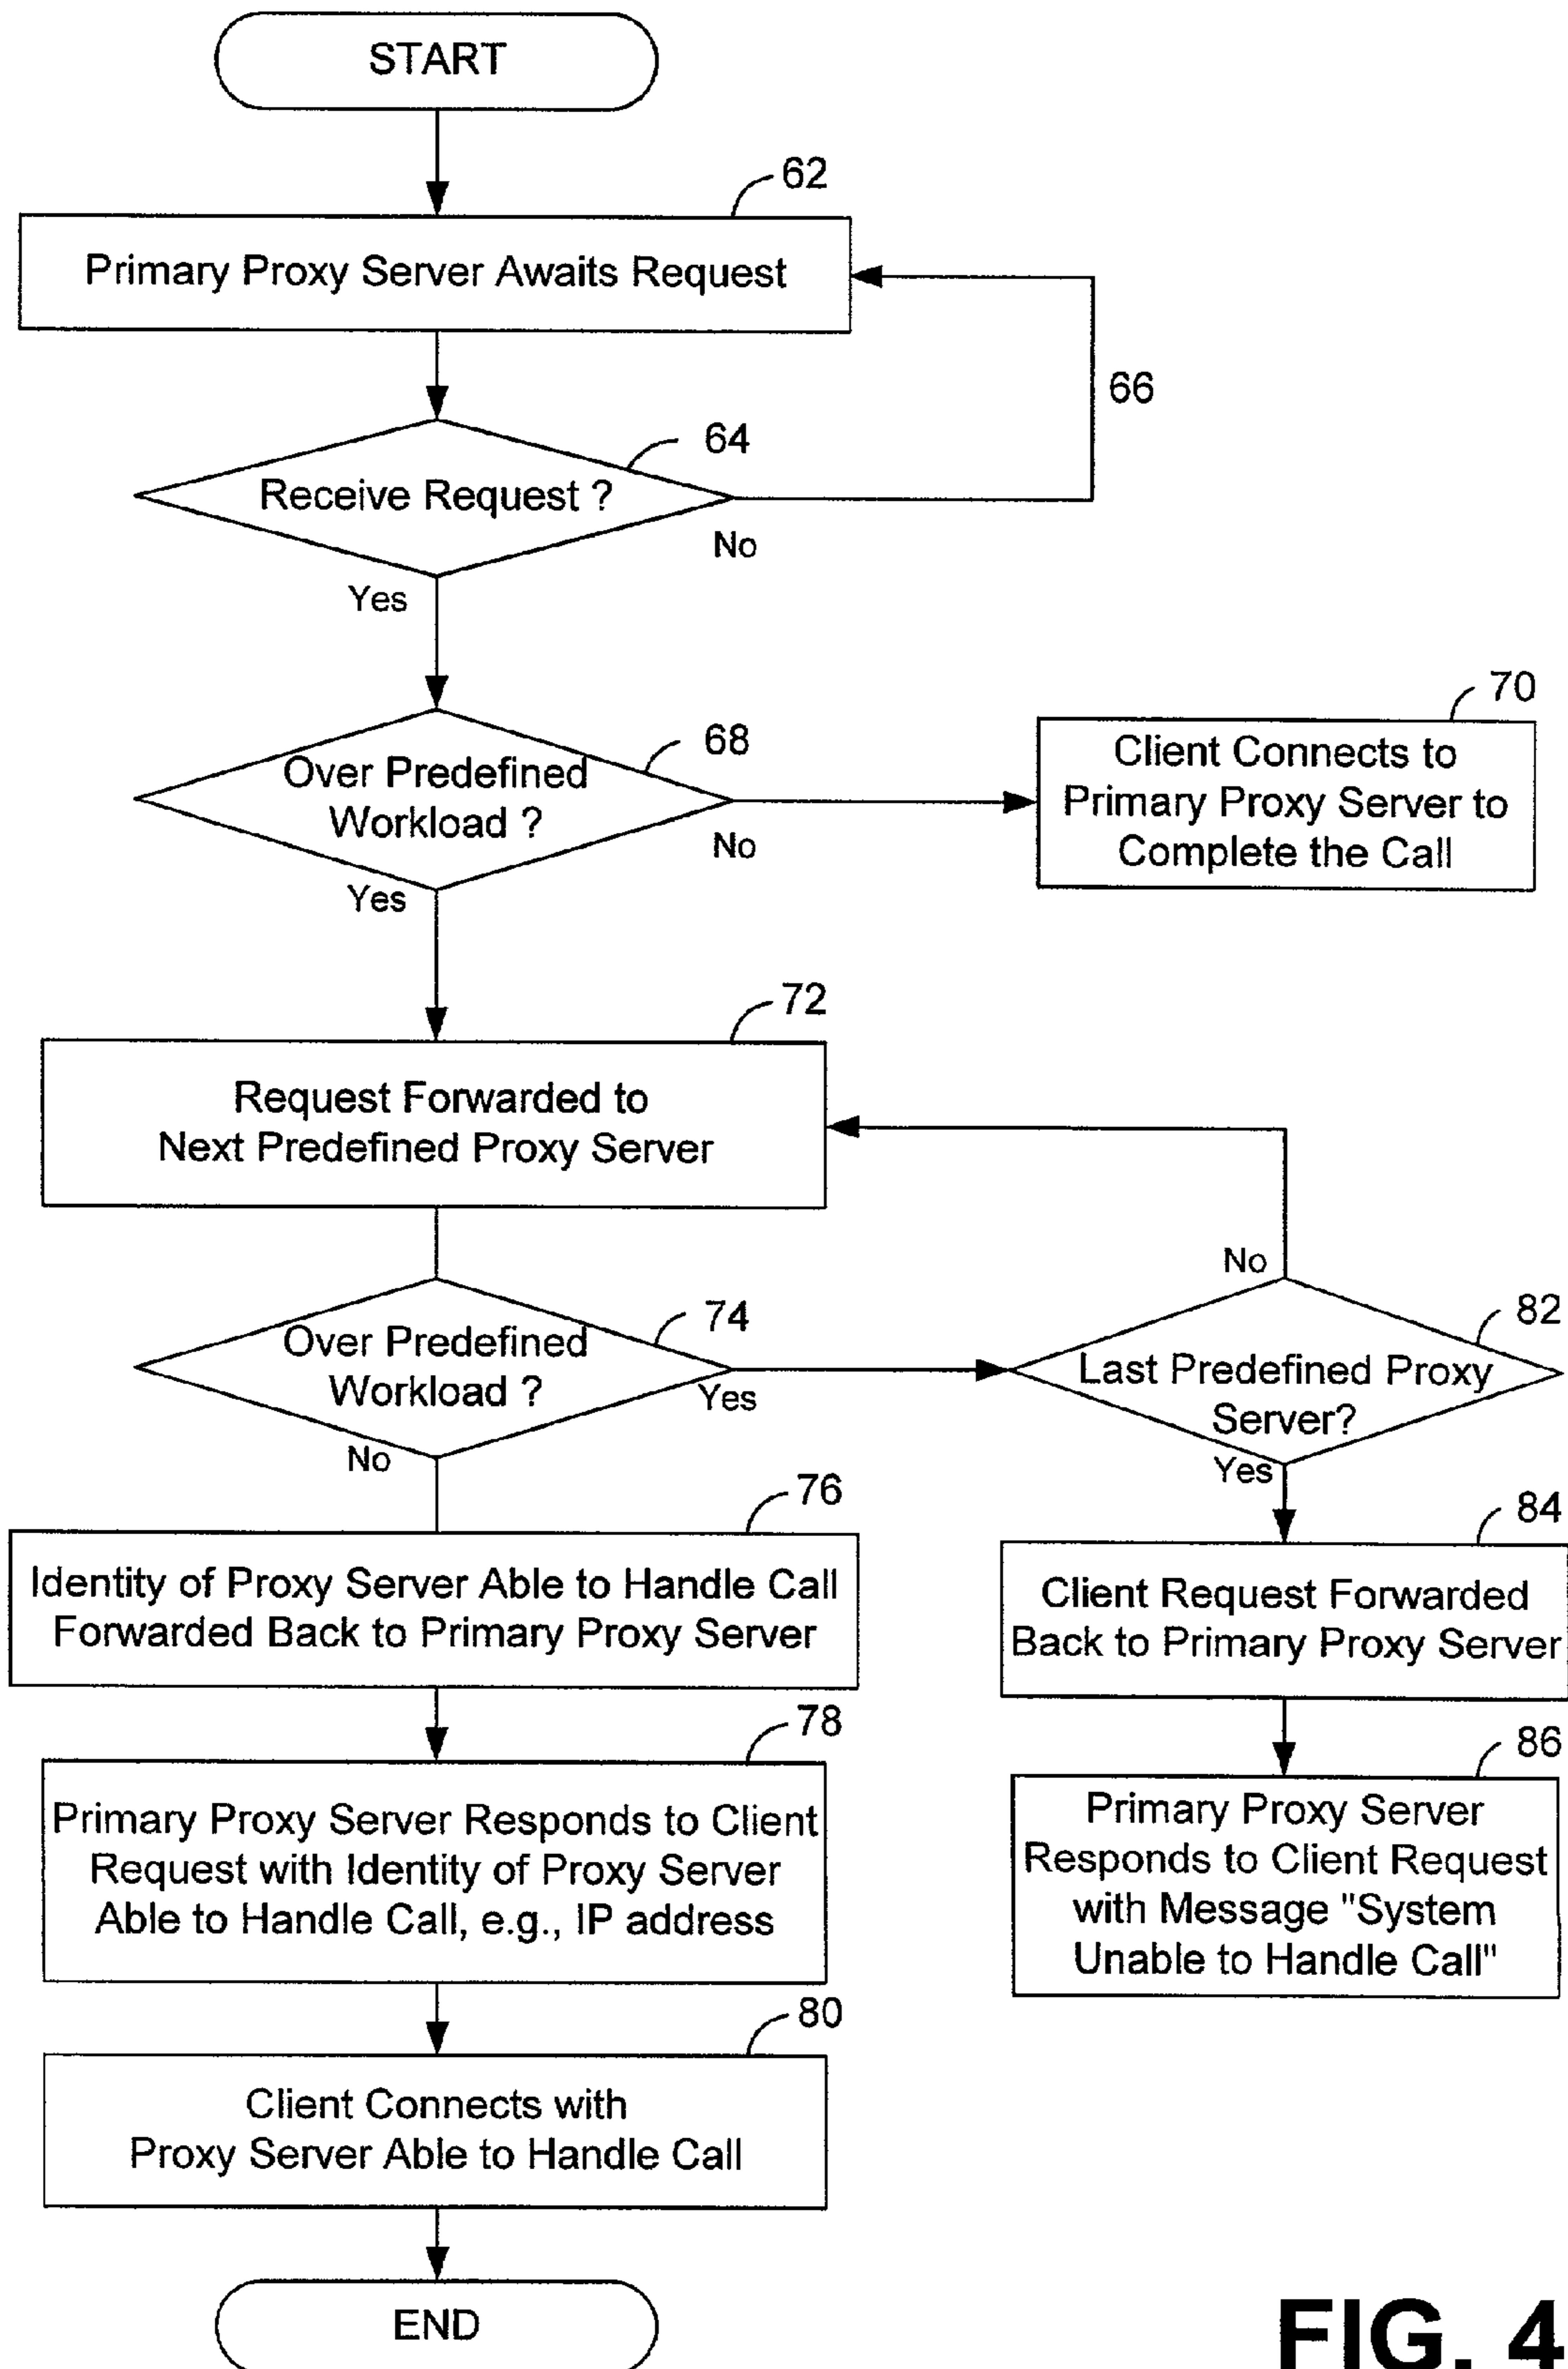 START
62
Primary Proxy Server Awaits Request
66
64
Receive Request ?
No
Yes
68
Over Predefined
Workload ?
No
Yes
70
Client Connects to
Primary Proxy Server to
Complete the Call
72
Request Forwarded to
Next Predefined Proxy Server
74
Over Predefined
Workload ?
Yes
No
No
82
Last Predefined Proxy
Server?
Yes
76
Identity of Proxy Server Able to Handle Call
Forwarded Back to Primary Proxy Server
84
Client Request Forwarded
Back to Primary Proxy Server
78
Primary Proxy Server Responds to Client
Request with Identity of Proxy Server
Able to Handle Call, e.g., IP address
86
Primary Proxy Server
Responds to Client Request
with Message "System
Unable to Handle Call"
80
Client Connects with
Proxy Server Able to Handle Call
END
FIG. 4